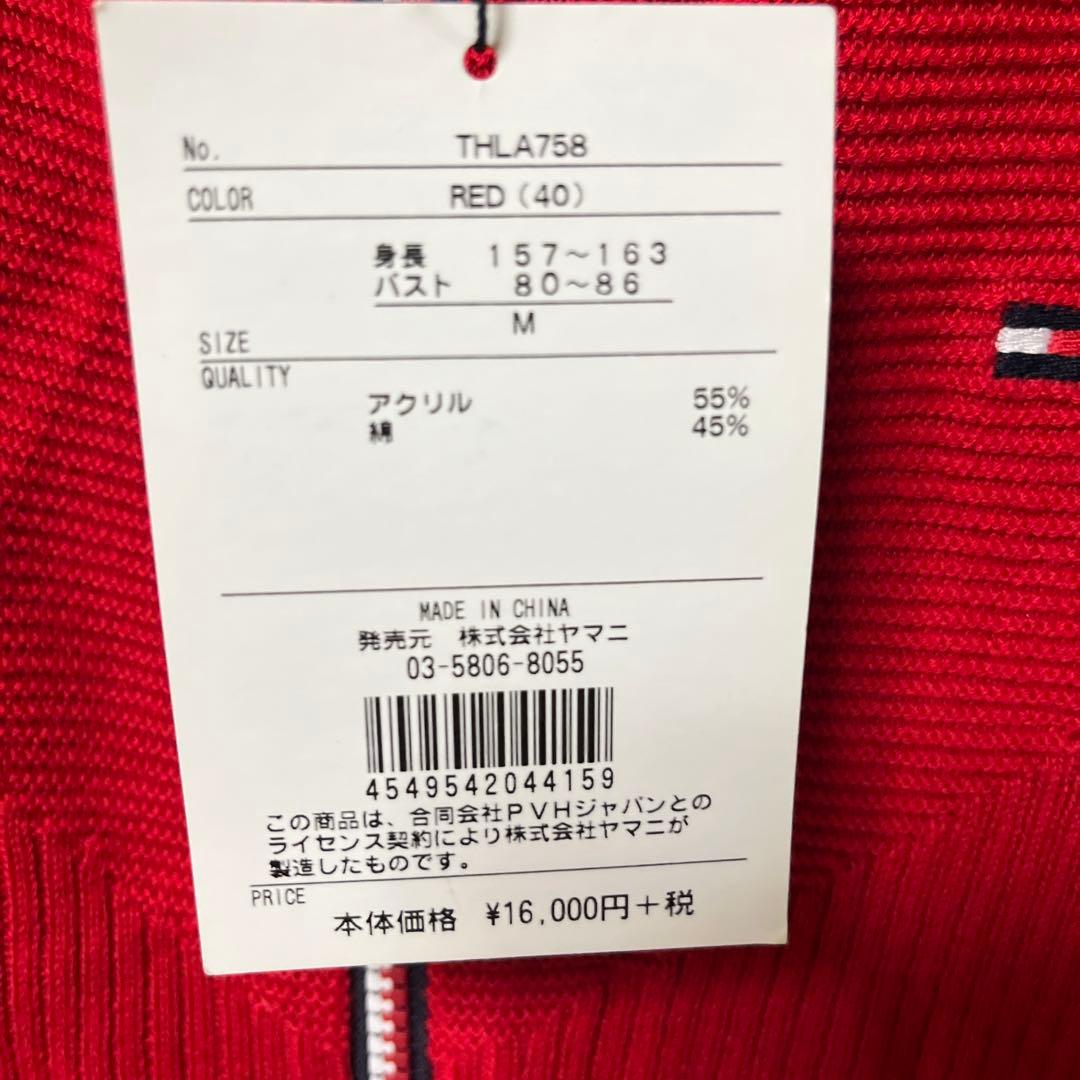 No. THLA758
COLOR RED（40）
身長 157～163
バスト 80～86
SIZE M
QUALITY
アクリル 55%
綿 45%
MADE IN CHINA
発売元 株式会社ヤマニ
03-5806-8055
4549542044159
この商品は、合同会社PVHジャパンとの
ライセンス契約により株式会社ヤマニが
製造したものです。
PRICE
本体価格 ¥16,000円＋税